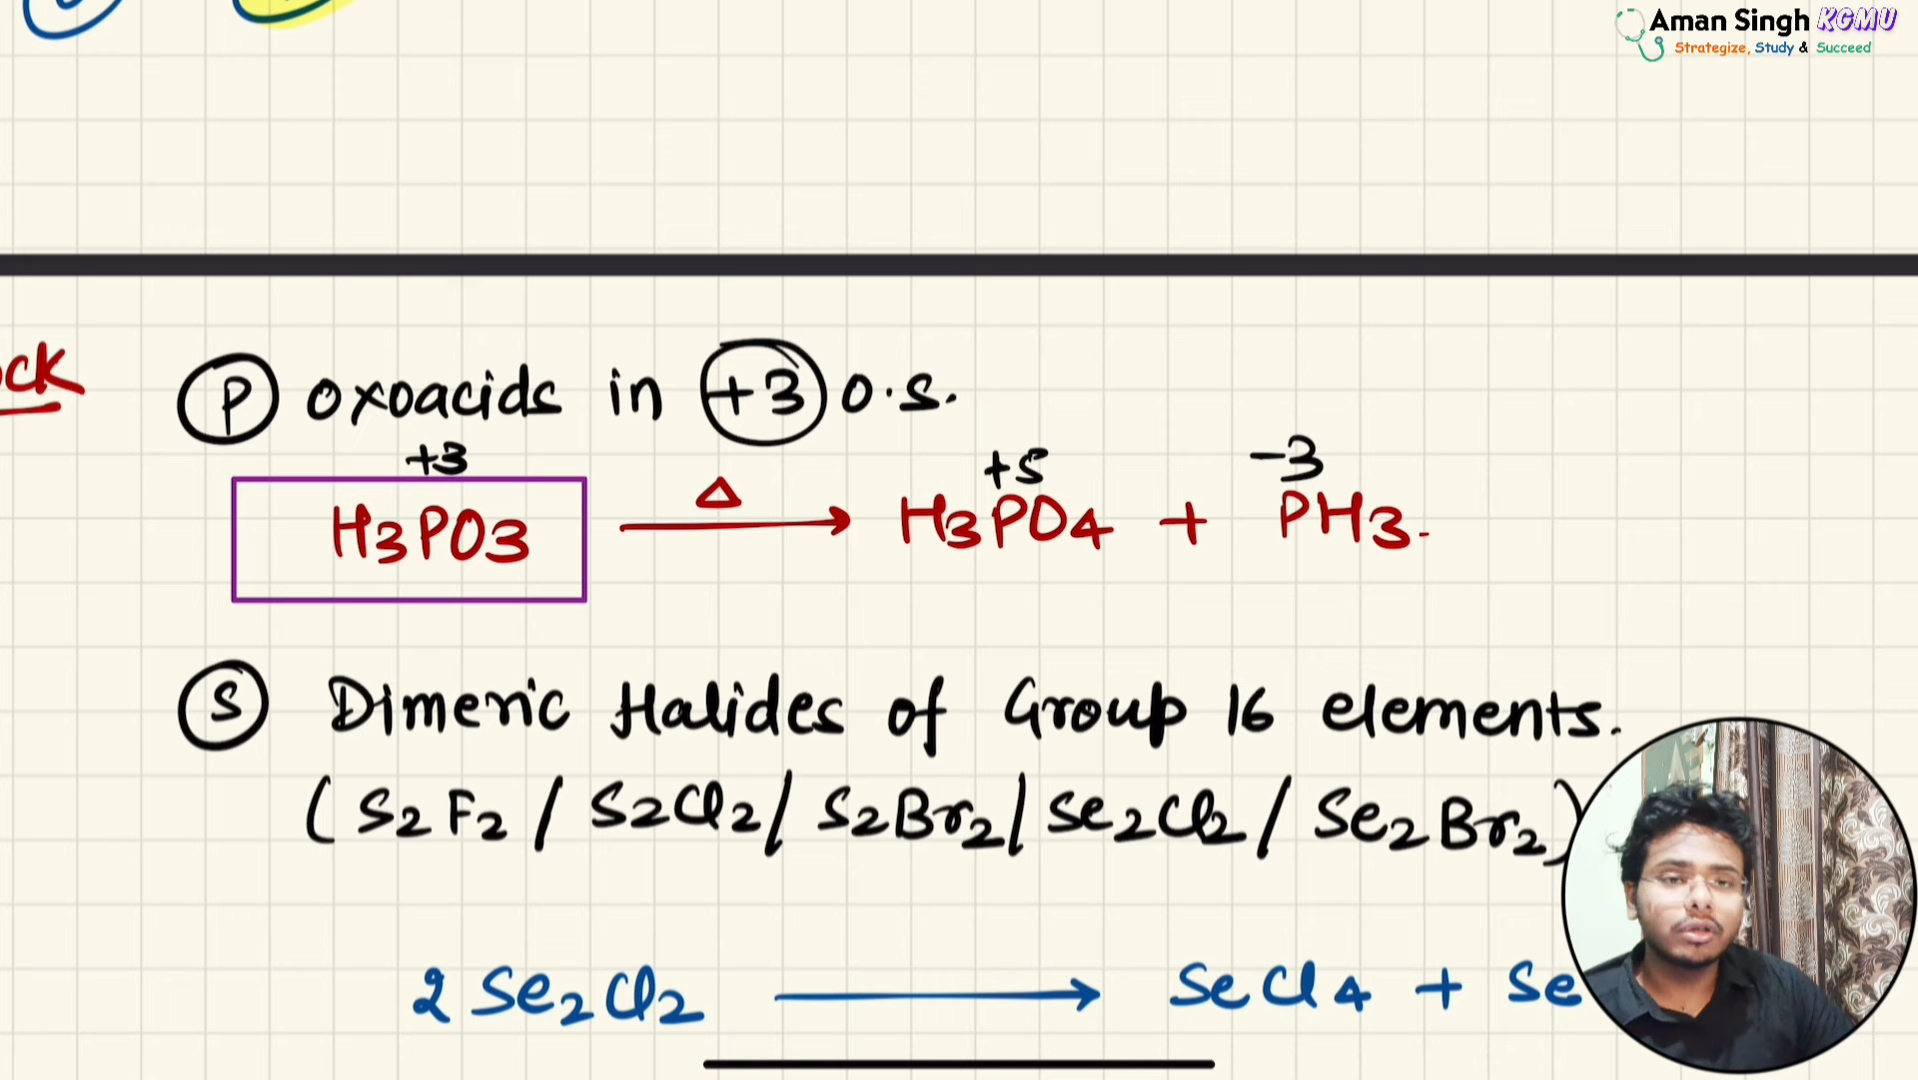 Aman Singh KGMU
Strategize, Study & Succeed
ck
P oxoacids in +3 o.s.
+3 +5 -3
H3PO3 Δ → H3PO4 + PH3.
S Dimeric Halides of Group 16 elements.
(S2F2 / S2Cl2 / S2Br2 / Se2Cl2 / Se2Br2)
2 Se2Cl2 → SeCl4 + Se